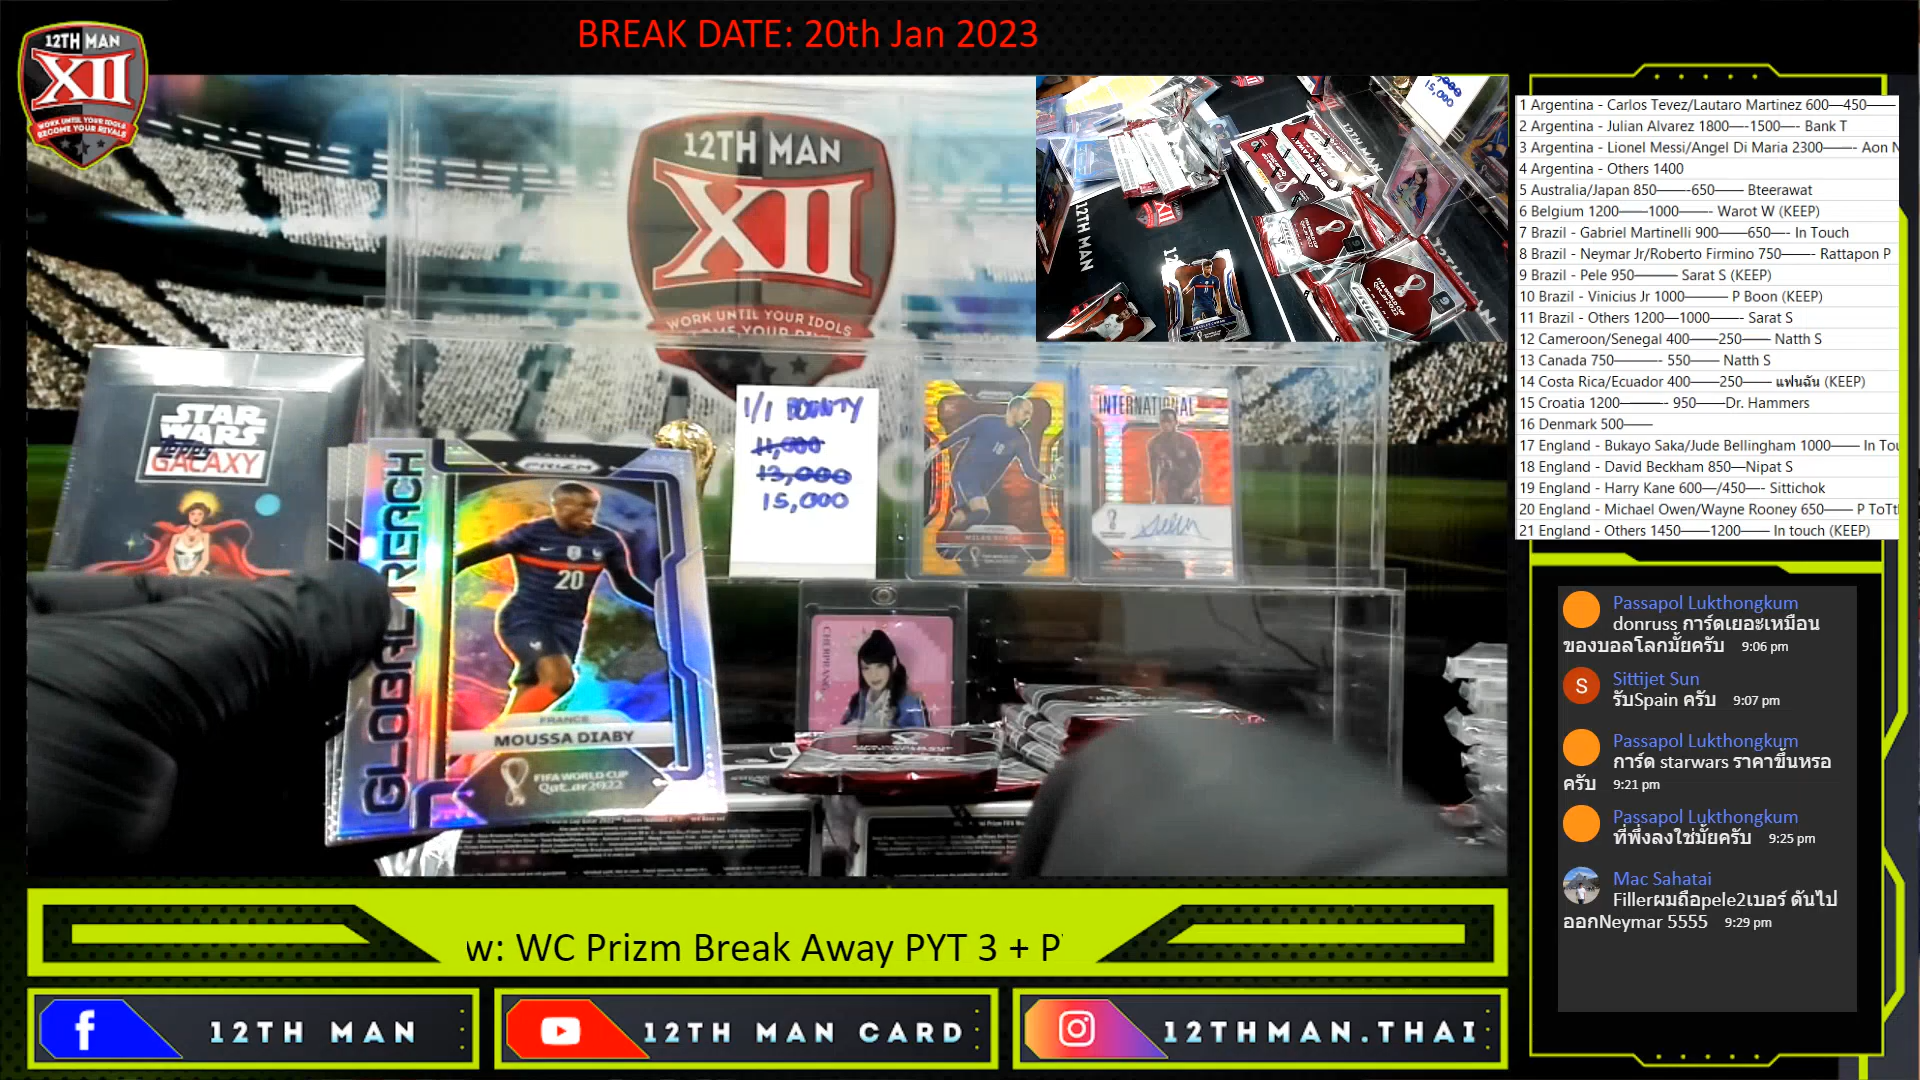 BREAK DATE: 20th Jan 2023
12TH MAN
XII
WORK UNTIL YOUR IDOLS
BECOME YOUR RIVALS
12TH MAN
XII
WORK UNTIL YOUR IDOLS
STAR
WARS
topps
GALAXY
1/1 BOUNTY
11,000
13,000
15,000
INTERNATIONAL
PRIZM
GLOBAL REACH
20
FRANCE
MOUSSA DIABY
FIFA WORLD CUP
Qatar2022
CHERPRANG
15,000
12TH MAN
1 Argentina - Carlos Tevez/Lautaro Martinez 600—450——
2 Argentina - Julian Alvarez 1800—-1500—- Bank T
3 Argentina - Lionel Messi/Angel Di Maria 2300——- Aon N
4 Argentina - Others 1400
5 Australia/Japan 850——-650—— Bteerawat
6 Belgium 1200——1000——- Warot W (KEEP)
7 Brazil - Gabriel Martinelli 900——650—- In Touch
8 Brazil - Neymar Jr/Roberto Firmino 750——- Rattapon P
9 Brazil - Pele 950——— Sarat S (KEEP)
10 Brazil - Vinicius Jr 1000——— P Boon (KEEP)
11 Brazil - Others 1200—1000——- Sarat S
12 Cameroon/Senegal 400——250—— Natth S
13 Canada 750———- 550—— Natth S
14 Costa Rica/Ecuador 400——250—— แฟนฉัน (KEEP)
15 Croatia 1200———- 950——Dr. Hammers
16 Denmark 500——
17 England - Bukayo Saka/Jude Bellingham 1000—— In Tou
18 England - David Beckham 850—Nipat S
19 England - Harry Kane 600—/450—- Sittichok
20 England - Michael Owen/Wayne Rooney 650—— P ToTt
21 England - Others 1450——1200—— In touch (KEEP)
Passapol Lukthongkum
donruss การ์ดเยอะเหมือน
ของบอลโลกมั้ยครับ 9:06 pm
S
Sittijet Sun
รับSpain ครับ 9:07 pm
Passapol Lukthongkum
การ์ด starwars ราคาขึ้นหรอ
ครับ 9:21 pm
Passapol Lukthongkum
ที่พึ่งลงใช่มั้ยครับ 9:25 pm
Mac Sahatai
Fillerผมถือpele2เบอร์ ดันไป
ออกNeymar 5555 9:29 pm
w: WC Prizm Break Away PYT 3 + P
12TH MAN
12TH MAN CARD
12THMAN.THAI